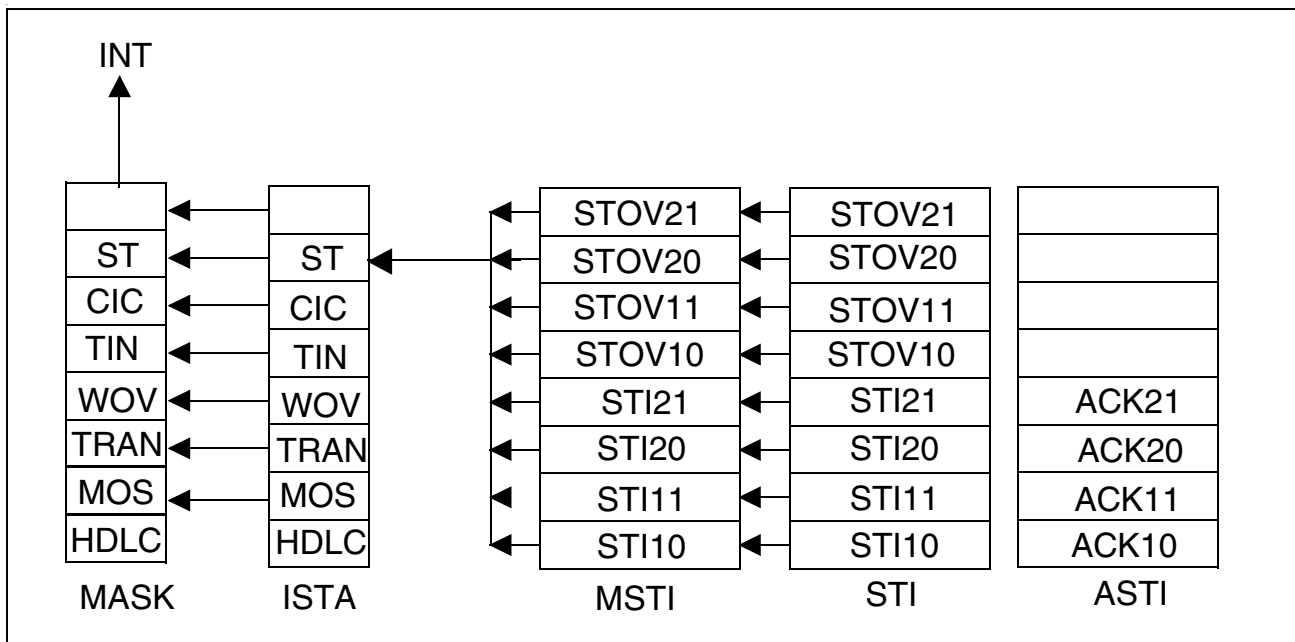 INT
STOV21 STOV21
ST ST STOV20 STOV20
CIC CIC STOV11 STOV11
TIN TIN STOV10 STOV10
WOV WOV STI21 STI21 ACK21
TRAN TRAN STI20 STI20 ACK20
MOS MOS STI11 STI11 ACK11
HDLC HDLC STI10 STI10 ACK10
MASK ISTA MSTI STI ASTI